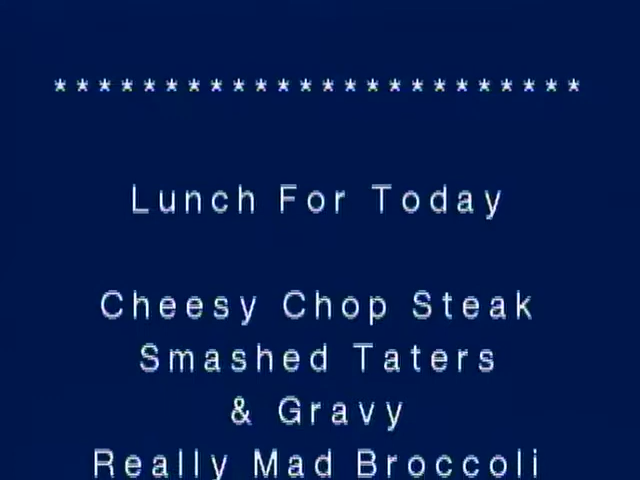 ************************
Lunch For Today
Cheesy Chop Steak
Smashed Taters
& Gravy
Really Mad Broccoli